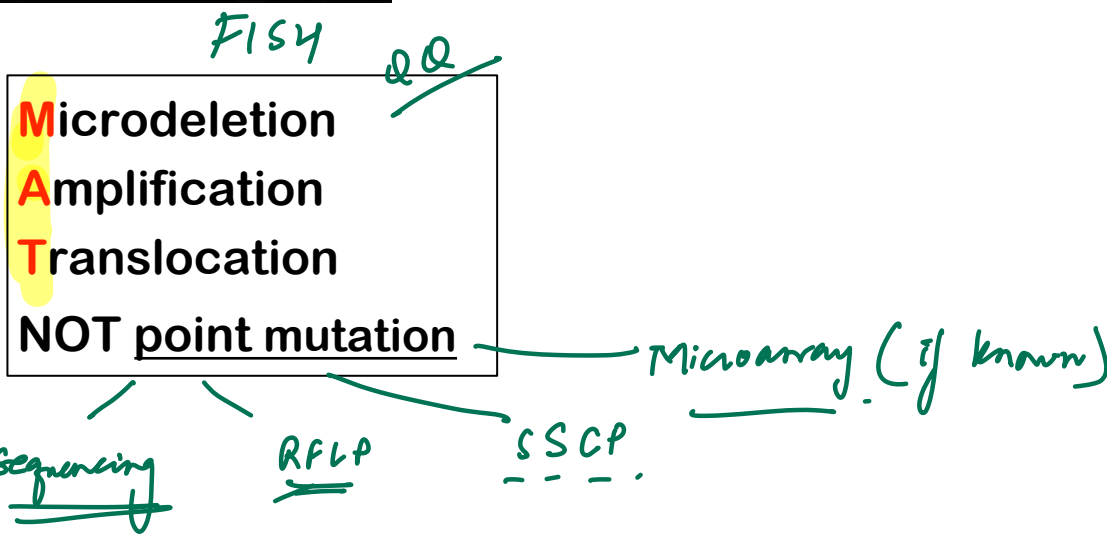 FISH
QQ
Microdeletion
Amplification
Translocation
NOT point mutation
Microarray (if known)
Sequencing
RFLP
SSCP